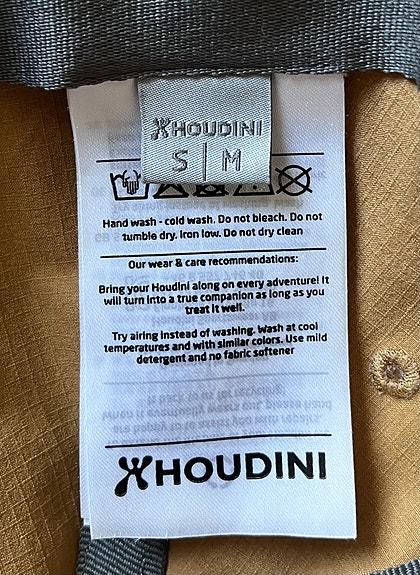 HOUDINI
S | M
Hand wash - cold wash. Do not bleach. Do not
tumble dry. Iron low. Do not dry clean
Our wear & care recommendations:
Bring your Houdini along on every adventure! It
will turn into a true companion as long as you
treat it well.
Try airing instead of washing. Wash at cool
temperatures and with similar colors. Use mild
detergent and no fabric softener
HOUDINI